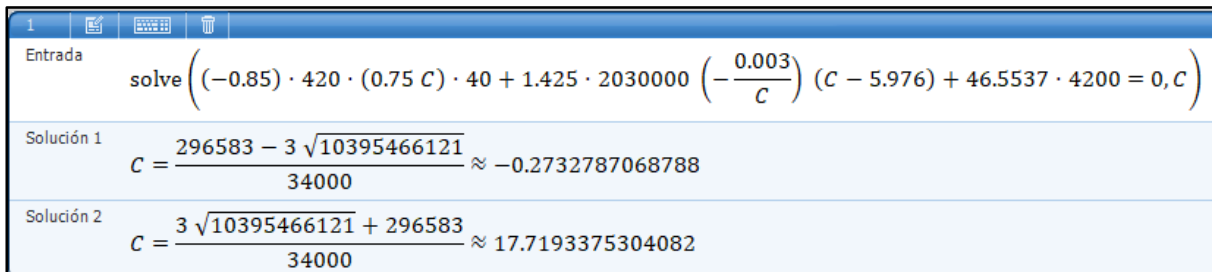 1
Entrada
solve ((−0.85) · 420 · (0.75 C) · 40 + 1.425 · 2030000 (−0.003/C) (C − 5.976) + 46.5537 · 4200 = 0, C)
Solución 1
C = (296583 − 3 √10395466121)/34000 ≈ −0.2732787068788
Solución 2
C = (3 √10395466121 + 296583)/34000 ≈ 17.7193375304082